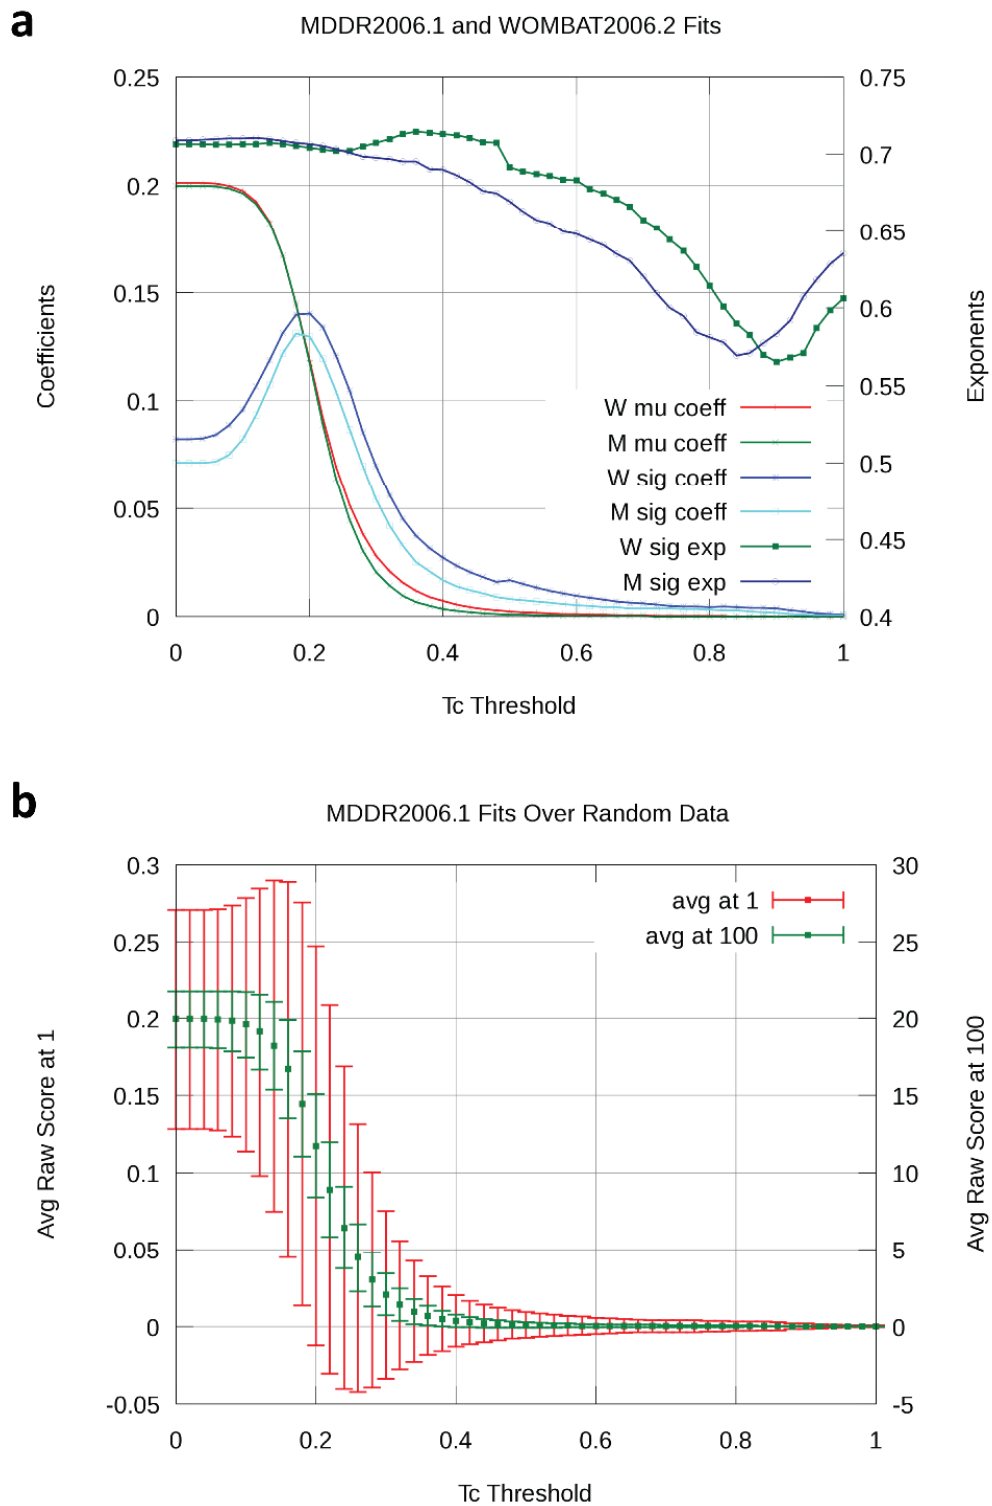 a
MDDR2006.1 and WOMBAT2006.2 Fits
0.25 0.75
0.7
0.2
0.65
0.15
0.6
Coefficients Exponents
0.55
0.1
W mu coeff
M mu coeff
W sig coeff 0.5
M sig coeff
0.05
W sig exp 0.45
M sig exp
0 0.4
0 0.2 0.4 0.6 0.8 1
Tc Threshold
b
MDDR2006.1 Fits Over Random Data
0.3 30
avg at 1
avg at 100
0.25 25
0.2 20
0.15 15
Avg Raw Score at 1 Avg Raw Score at 100
0.1 10
0.05 5
0 0
-0.05 -5
0 0.2 0.4 0.6 0.8 1
Tc Threshold